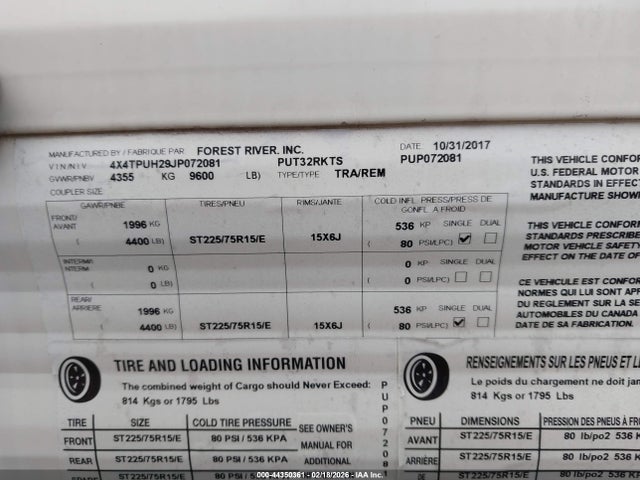 MANUFACTURED BY / FABRIQUE PAR FOREST RIVER. INC. DATE 10/31/2017
VIN/NIV 4X4TPUH29JP072081 PUT32RKTS PUP072081
GVWR/PNBV 4355 KG 9600 LB) TYPE/TYPE TRA/REM
COUPLER SIZE
GAWR/PNBE TIRES/PNEU RIMS/JANTE COLD INFL PRESS/PRESS DE GONFL A FROID
FRONT/ AVANT 1996 KG ST225/75R15/E 15X6J 536 KP SINGLE DUAL
( 4400 LB) ( 80 PSI/LPC)
INTERM/ INTERM 0 KG 0 KP SINGLE DUAL
( 0 LB) ( 0 PSI/LPC)
REAR/ ARRIERE 1996 KG ST225/75R15/E 15X6J 536 KP SINGLE DUAL
( 4400 LB) ( 80 PSI/LPC)
THIS VEHICLE
U.S. FEDERAL MOTOR
STANDARDS IN EFFECT
MANUFACTURE SHOWN
THIS VEHICLE CONFO
STANDARDS PRESCRIBE
MOTOR VEHICLE SAFETY
EFFECT ON THE DATE OF
CE VEHICULE EST CONFORM
NORMES QUI LUI SONT APP
DU REGLEMENT SUR LA SE
AUTOMOBILES DU CANADA
DATE DE SA FABRICATION.
TIRE AND LOADING INFORMATION
The combined weight of Cargo should Never Exceed:
814 Kgs or 1795 Lbs
TIRE SIZE COLD TIRE PRESSURE SEE OWNER'S MANUAL FOR ADDITIONAL
FRONT ST225/75R15/E 80 PSI / 536 KPA
REAR ST225/75R15/E 80 PSI / 536 KPA
PUP072081
RENSEIGNEMENTS SUR LES PNEUS ET L
Le poids du chargement ne doit jam
814 Kgs or 1795 Lbs
PNEU DIMENSIONS PRESSION DES PNEUS À F
AVANT ST225/75R15/E 80 lb/po2 536 K
ARRIÈRE ST225/75R15/E 80 lb/po2 536 KP
000-44350361 - 02/18/2026 - IAA Inc.